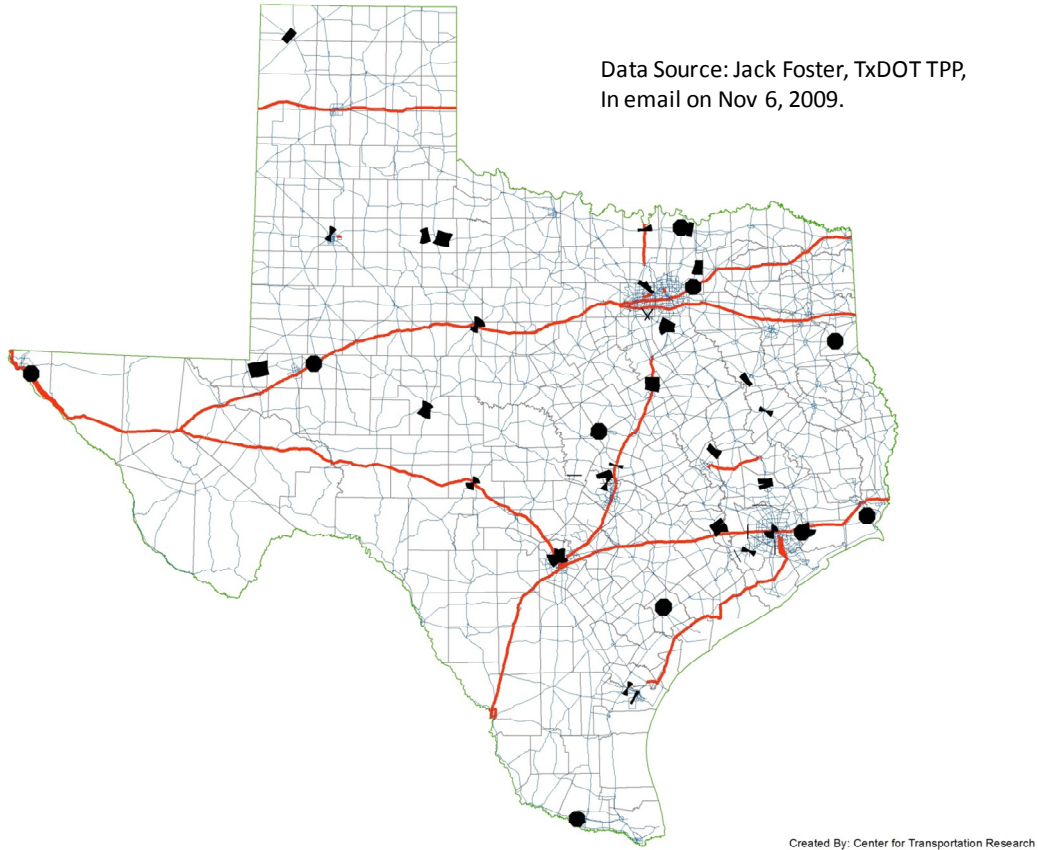 Data Source: Jack Foster, TxDOT TPP,
In email on Nov 6, 2009.
Created By: Center for Transportation Research